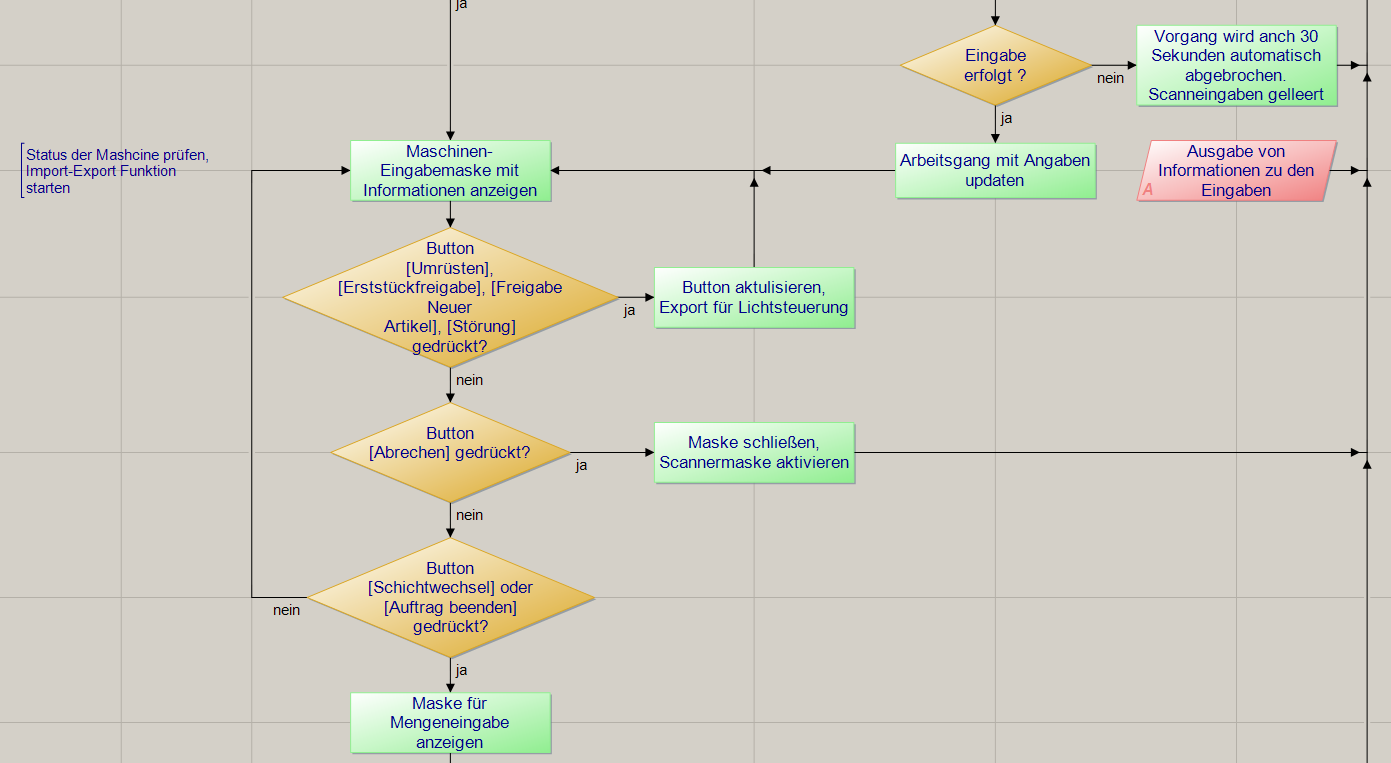 ja
Eingabe
erfolgt ?
nein
Vorgang wird anch 30
Sekunden automatisch
abgebrochen.
Scanneingaben gelleert
ja
Status der Mashcine prüfen,
Import-Export Funktion
starten
Maschinen-
Eingabemaske mit
Informationen anzeigen
Arbeitsgang mit Angaben
updaten
Ausgabe von
Informationen zu den
Eingaben
A
Button
[Umrüsten],
[Erststückfreigabe], [Freigabe
Neuer
Artikel], [Störung]
gedrückt?
ja
Button aktulisieren,
Export für Lichtsteuerung
nein
Button
[Abrechen] gedrückt?
ja
Maske schließen,
Scannermaske aktivieren
nein
Button
[Schichtwechsel] oder
[Auftrag beenden]
gedrückt?
nein
ja
Maske für
Mengeneingabe
anzeigen